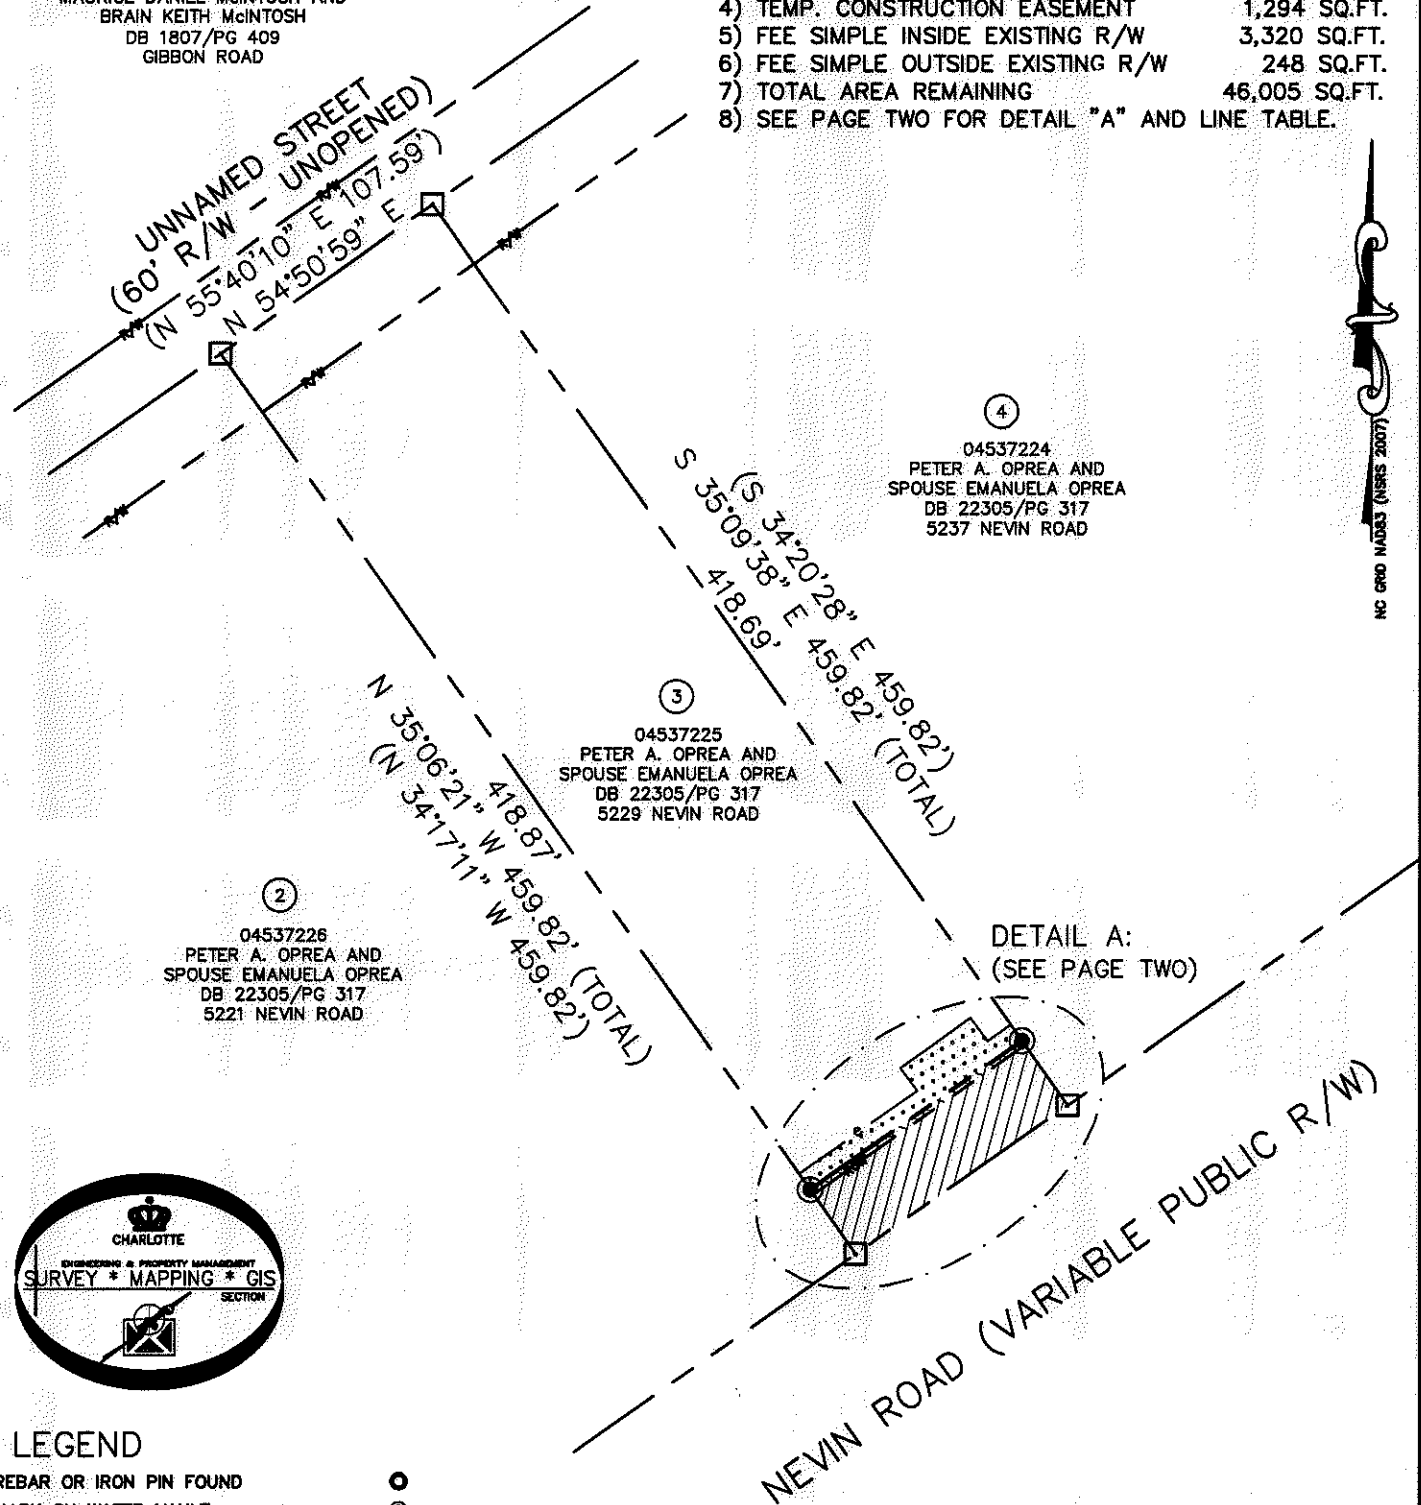 MAURICE DANIEL McINTOSH AND
BRAIN KEITH McINTOSH
DB 1807/PG 409
GIBBON ROAD
4) TEMP. CONSTRUCTION EASEMENT 1,294 SQ.FT.
5) FEE SIMPLE INSIDE EXISTING R/W 3,320 SQ.FT.
6) FEE SIMPLE OUTSIDE EXISTING R/W 248 SQ.FT.
7) TOTAL AREA REMAINING 46,005 SQ.FT.
8) SEE PAGE TWO FOR DETAIL "A" AND LINE TABLE.
UNNAMED STREET
(60' R/W - UNOPENED)
(N 55°40'10" E 107.59')
N 54°50'59" E
R/W
R/W
R/W
R/W
R/W
NC GRID NAD83 (NSRS 2007)
4
04537224
PETER A. OPREA AND
SPOUSE EMANUELA OPREA
DB 22305/PG 317
5237 NEVIN ROAD
(S 34°20'28" E 459.82')
S 35°09'38" E 459.82' (TOTAL)
418.69'
3
04537225
PETER A. OPREA AND
SPOUSE EMANUELA OPREA
DB 22305/PG 317
5229 NEVIN ROAD
418.87'
N 35°06'21" W 459.82' (TOTAL)
(N 34°17'11" W 459.82')
2
04537226
PETER A. OPREA AND
SPOUSE EMANUELA OPREA
DB 22305/PG 317
5221 NEVIN ROAD
DETAIL A:
(SEE PAGE TWO)
NEVIN ROAD (VARIABLE PUBLIC R/W)
CHARLOTTE
ENGINEERING & PROPERTY MANAGEMENT
SURVEY * MAPPING * GIS
SECTION
LEGEND
REBAR OR IRON PIN FOUND